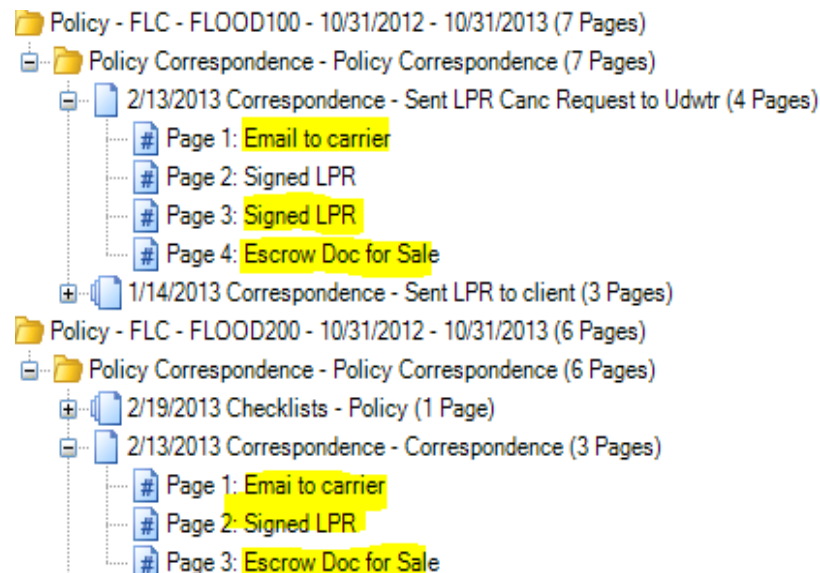 Policy - FLC - FLOOD100 - 10/31/2012 - 10/31/2013 (7 Pages)
Policy Correspondence - Policy Correspondence (7 Pages)
2/13/2013 Correspondence - Sent LPR Canc Request to Udwtr (4 Pages)
# Page 1: Email to carrier
# Page 2: Signed LPR
# Page 3: Signed LPR
# Page 4: Escrow Doc for Sale
1/14/2013 Correspondence - Sent LPR to client (3 Pages)
Policy - FLC - FLOOD200 - 10/31/2012 - 10/31/2013 (6 Pages)
Policy Correspondence - Policy Correspondence (6 Pages)
2/19/2013 Checklists - Policy (1 Page)
2/13/2013 Correspondence - Correspondence (3 Pages)
# Page 1: Emai to carrier
# Page 2: Signed LPR
# Page 3: Escrow Doc for Sale